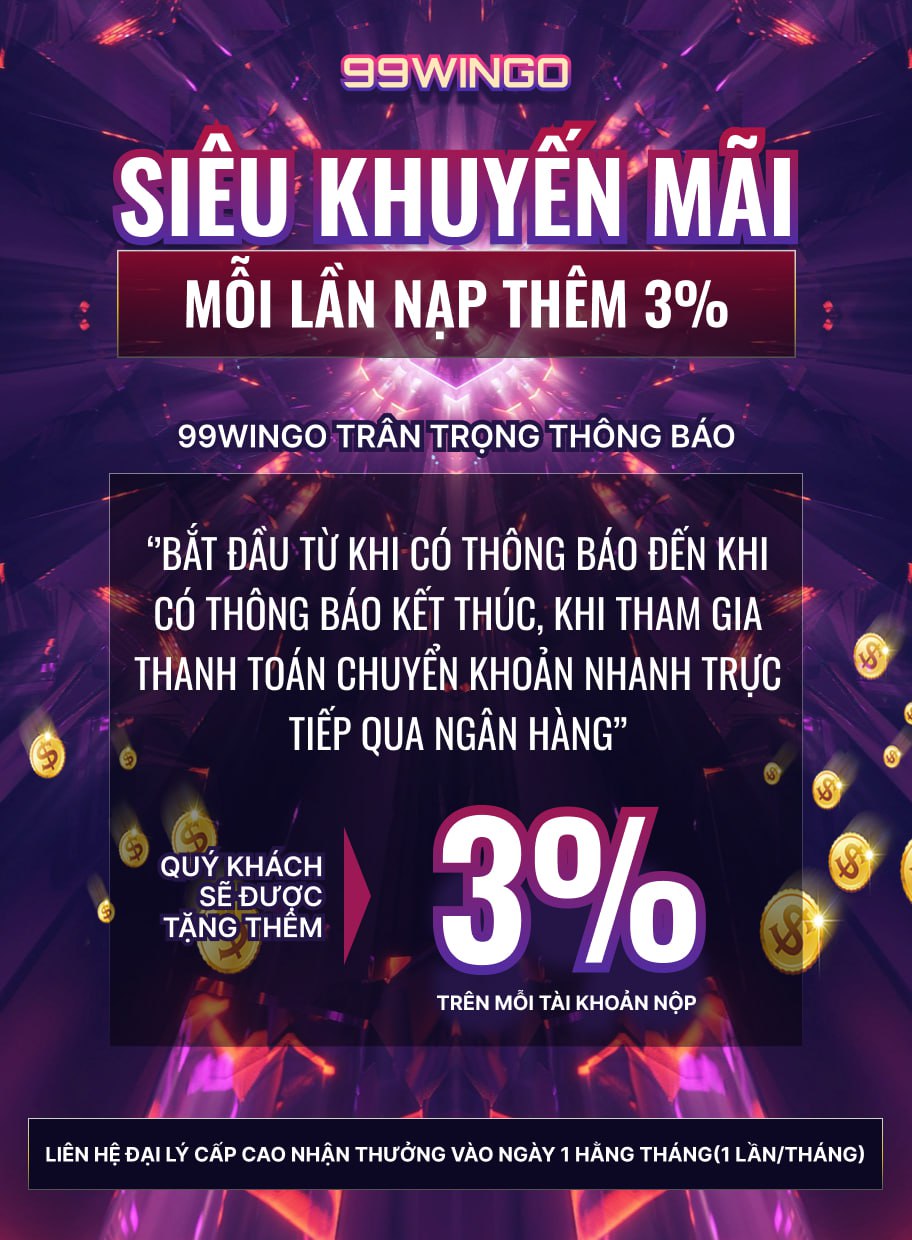 99WINGO
SIÊU KHUYẾN MÃI
MỖI LẦN NẠP THÊM 3%
99WINGO TRÂN TRỌNG THÔNG BÁO
‘’BẮT ĐẦU TỪ KHI CÓ THÔNG BÁO ĐẾN KHI
CÓ THÔNG BÁO KẾT THÚC, KHI THAM GIA
THANH TOÁN CHUYỂN KHOẢN NHANH TRỰC
TIẾP QUA NGÂN HÀNG’’
QUÝ KHÁCH
SẼ ĐƯỢC
TẶNG THÊM
3%
TRÊN MỖI TÀI KHOẢN NỘP
LIÊN HỆ ĐẠI LÝ CẤP CAO NHẬN THƯỞNG VÀO NGÀY 1 HẰNG THÁNG(1 LẦN/THÁNG)